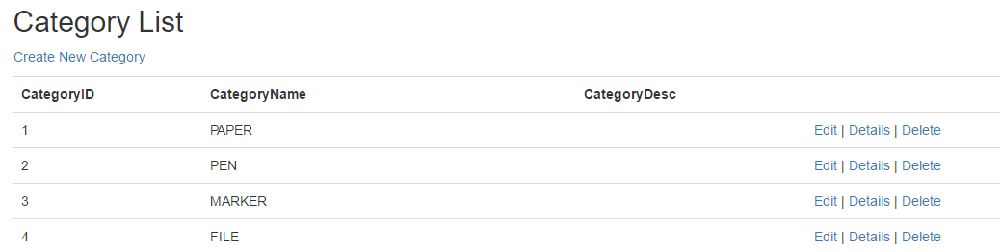 Category List
Create New Category
CategoryID CategoryName CategoryDesc
1 PAPER Edit | Details | Delete
2 PEN Edit | Details | Delete
3 MARKER Edit | Details | Delete
4 FILE Edit | Details | Delete